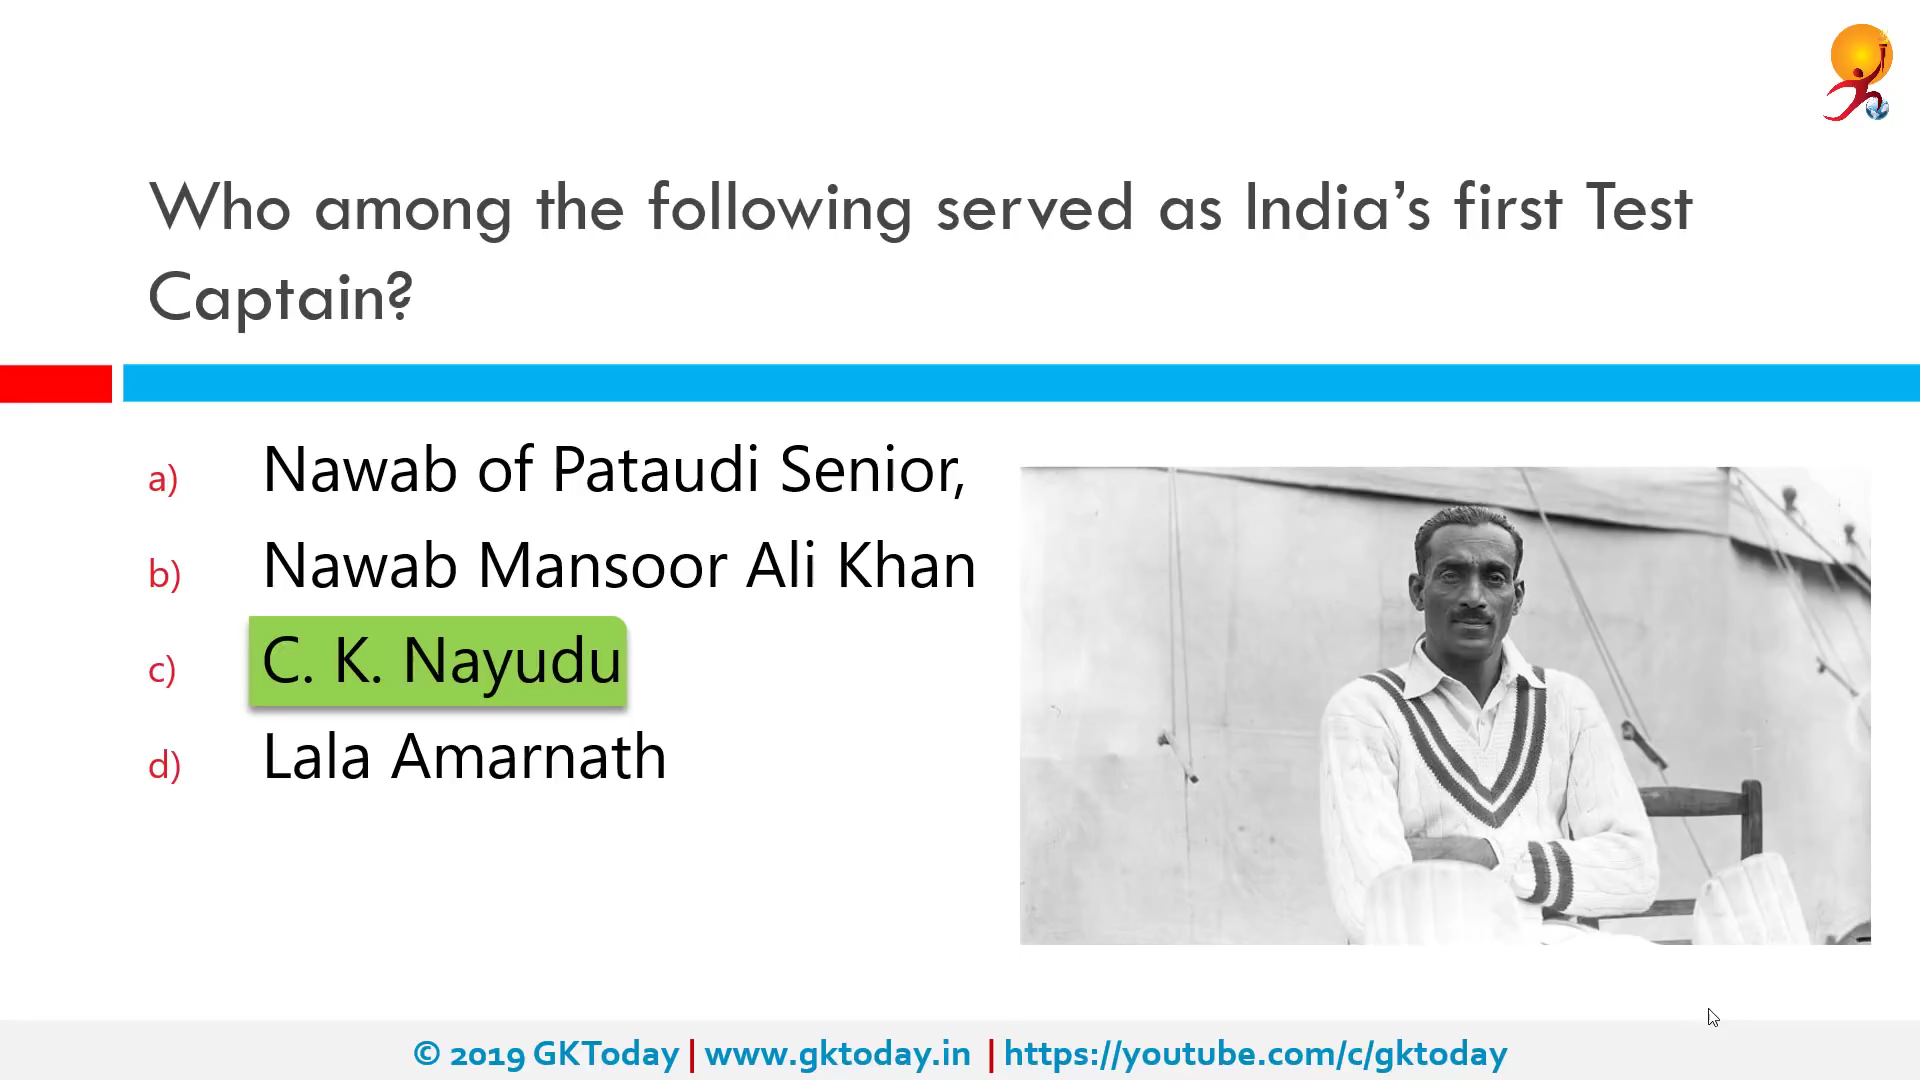 Who among the following served as India’s first Test
Captain?
a) Nawab of Pataudi Senior,
b) Nawab Mansoor Ali Khan
c) C. K. Nayudu
d) Lala Amarnath
© 2019 GKToday | www.gktoday.in | https://youtube.com/c/gktoday